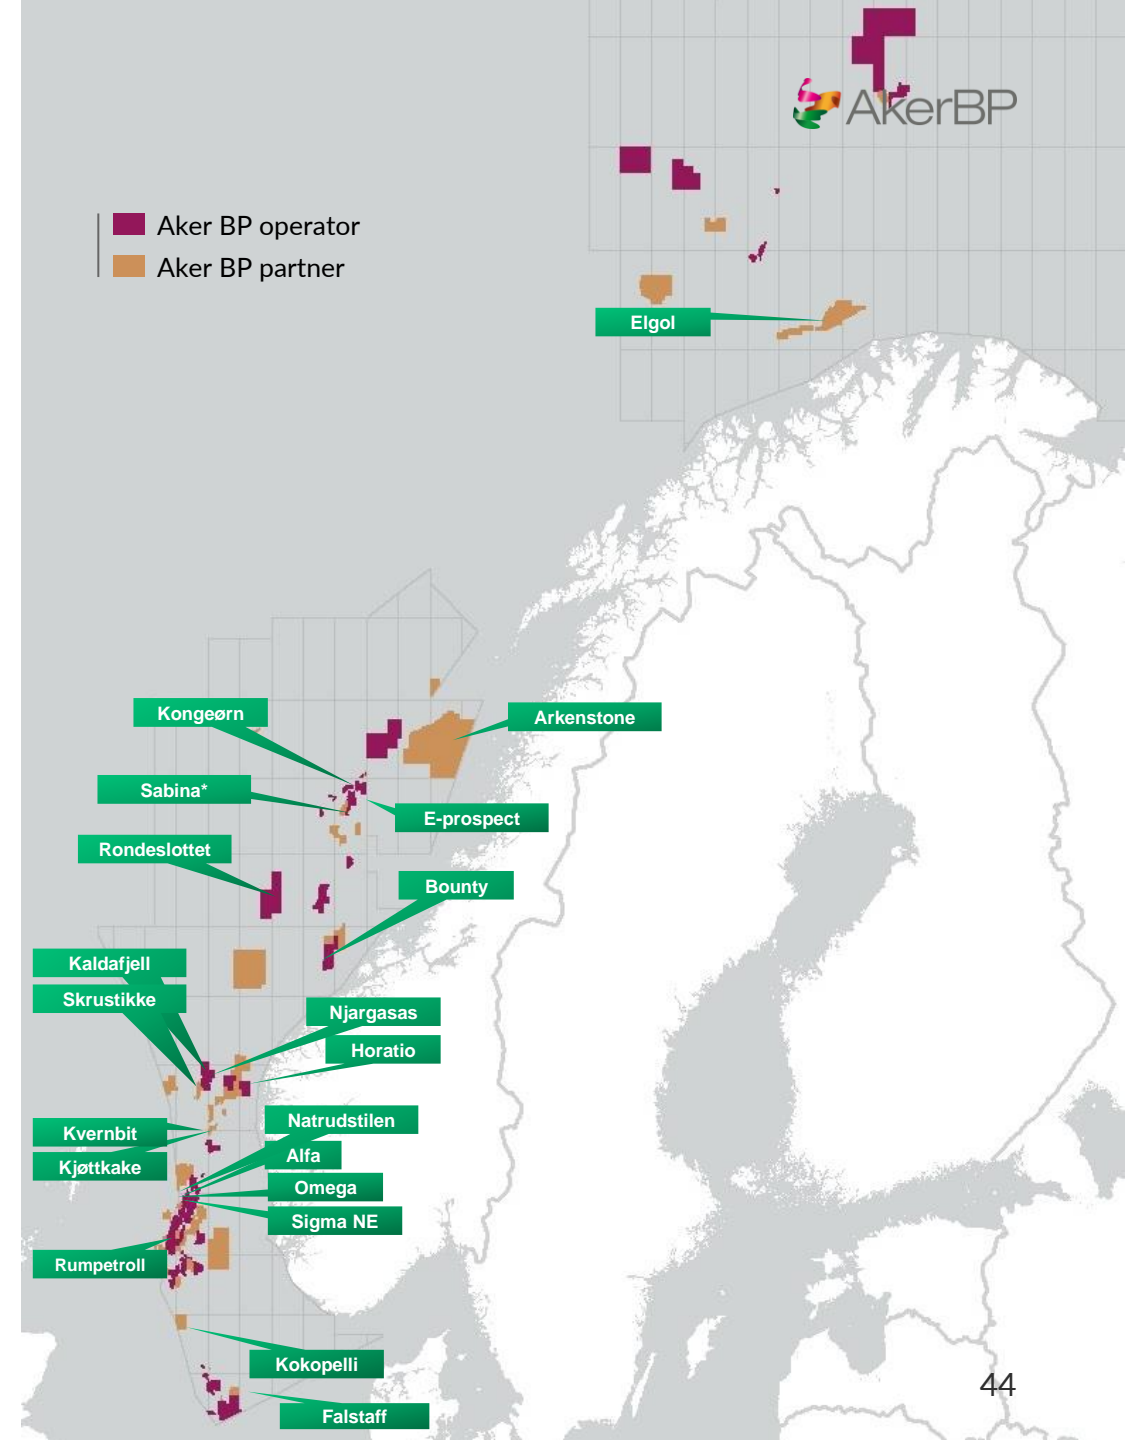 AkerBP
Aker BP operator
Aker BP partner
Elgol
Kongeørn
Arkenstone
Sabina*
E-prospect
Rondeslottet
Bounty
Kaldafjell
Skrustikke
Njargasas
Horatio
Natrudstilen
Kvernbit
Alfa
Kjøttkake
Omega
Sigma NE
Rumpetroll
Kokopelli
44
Falstaff